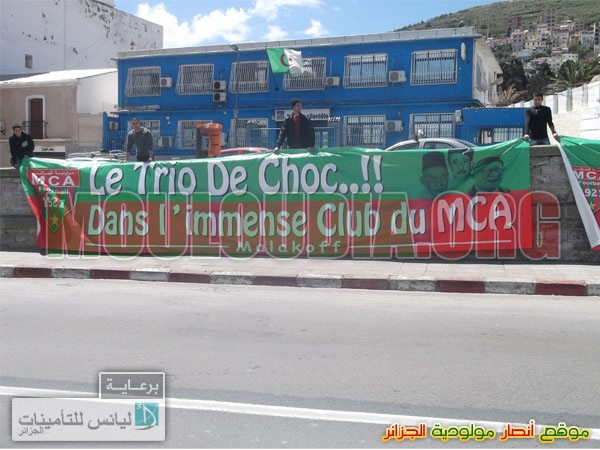 MCA
1921
Le Trio De Choc..!!
Dans l'immense Club du MCA
Malakoff
MCA
1921
MOULOUDIA.ORG
برعاية
أليانس للتأمينات
الجزائر
موقع أنصار مولودية الجزائر